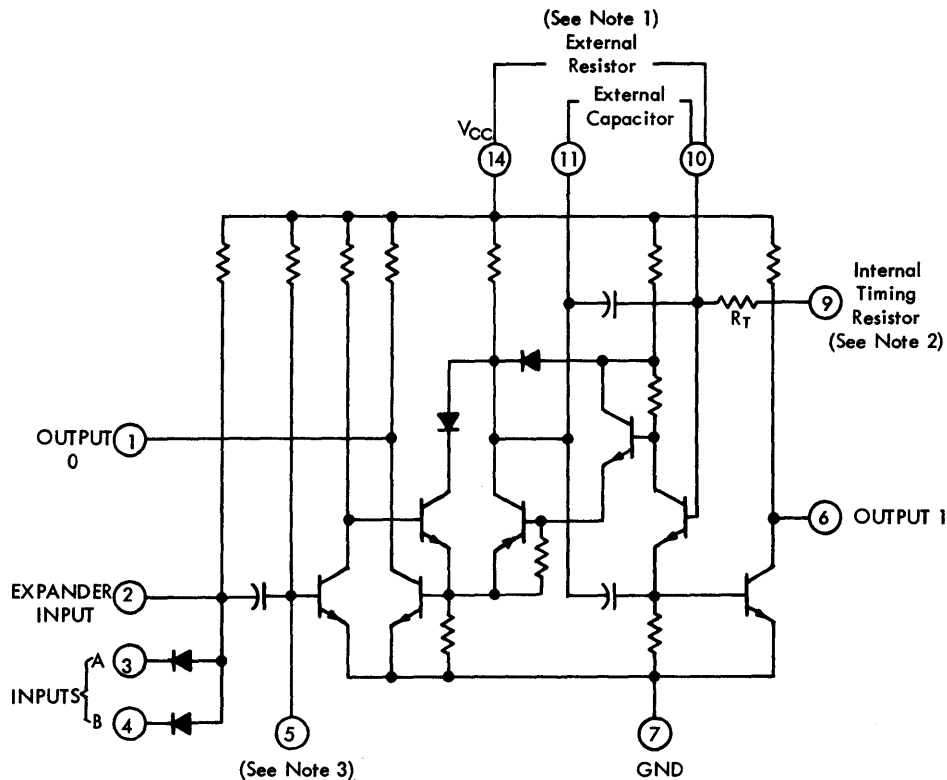 (See Note 1)
External
Resistor
External
Capacitor
VCC
14
11
10
Internal
Timing
Resistor
(See Note 2)
9
RT
OUTPUT
0
1
6
OUTPUT 1
EXPANDER
INPUT
2
INPUTS
A
3
B
4
5
(See Note 3)
7
GND